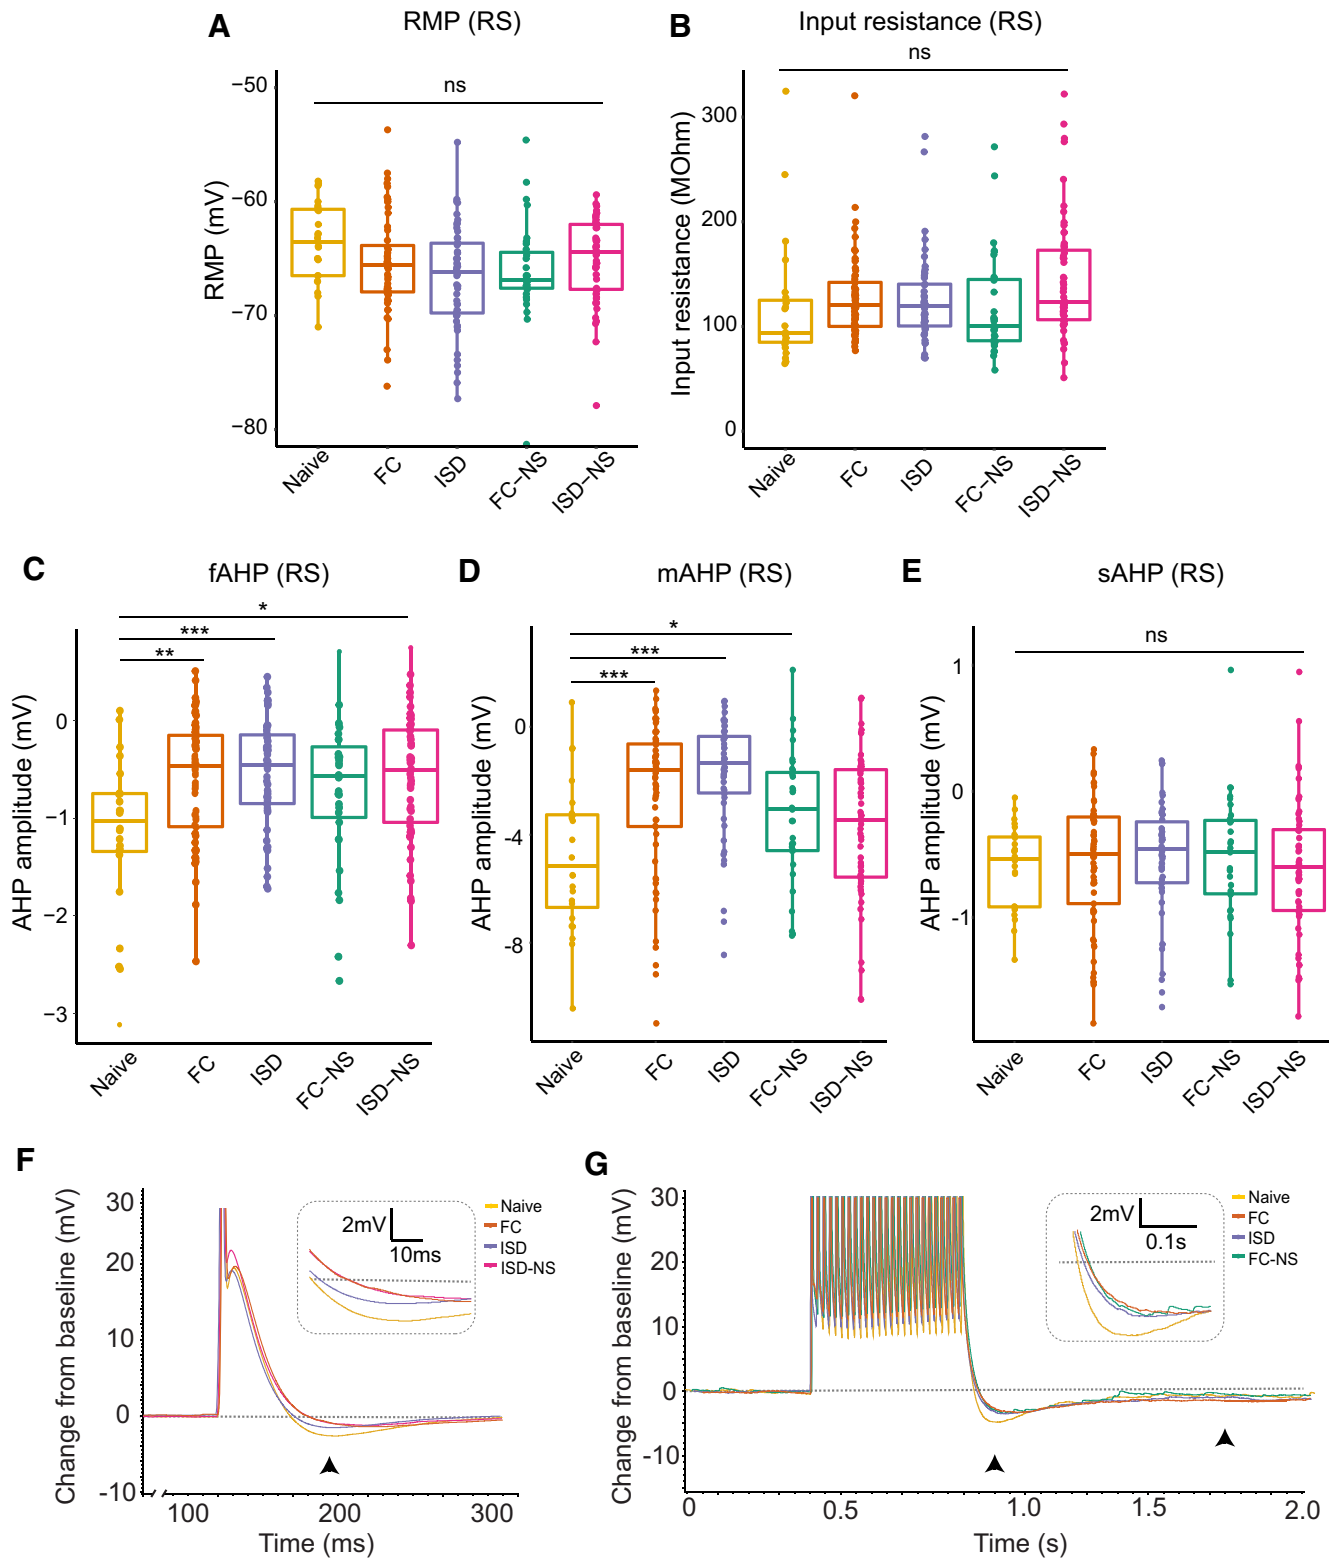 A
RMP (RS)
ns
RMP (mV)
−50
−60
−70
−80
Naive
FC
ISD
FC−NS
ISD−NS
B
Input resistance (RS)
ns
Input resistance (MOhm)
300
200
100
0
Naive
FC
ISD
FC−NS
ISD−NS
C
fAHP (RS)
*
***
**
AHP amplitude (mV)
0
−1
−2
−3
Naive
FC
ISD
FC−NS
ISD−NS
D
mAHP (RS)
*
***
***
AHP amplitude (mV)
0
-4
-8
Naive
FC
ISD
FC−NS
ISD−NS
E
sAHP (RS)
ns
AHP amplitude (mV)
1
0
-1
Naive
FC
ISD
FC−NS
ISD−NS
F
Change from baseline (mV)
30
20
10
0
-10
100
200
300
Time (ms)
2mV
10ms
Naive
FC
ISD
ISD-NS
G
Change from baseline (mV)
30
20
10
0
-10
0
0.5
1.0
1.5
2.0
Time (s)
2mV
0.1s
Naive
FC
ISD
FC-NS